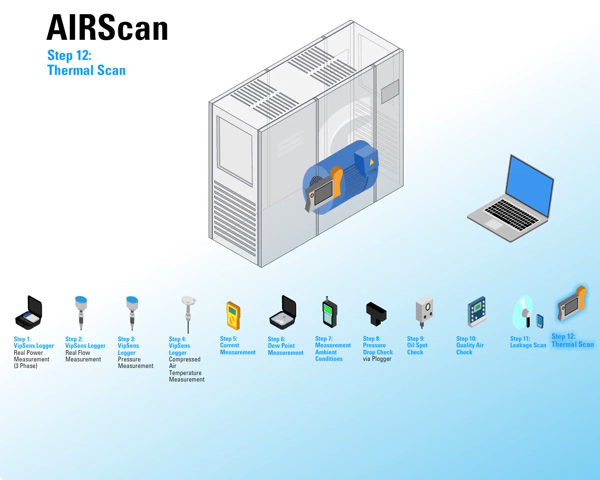 AIRScan
Step 12:
Thermal Scan
Step 1:
VipSens Logger
Real Power
Measurement
(3 Phase)
Step 2:
VipSens Logger
Real Flow
Measurement
Step 3:
VipSens
Logger
Pressure
Measurement
Step 4:
VipSens
Logger
Compressed
Air
Temperature
Measurement
Step 5:
Current
Measurement
Step 6:
Dew Point
Measurement
Step 7:
Measurement
Ambient
Conditions
Step 8:
Pressure
Drop Check
via Plogger
Step 9:
Oil Spot
Check
Step 10:
Quality Air
Check
Step 11:
Leakage Scan
Step 12:
Thermal Scan